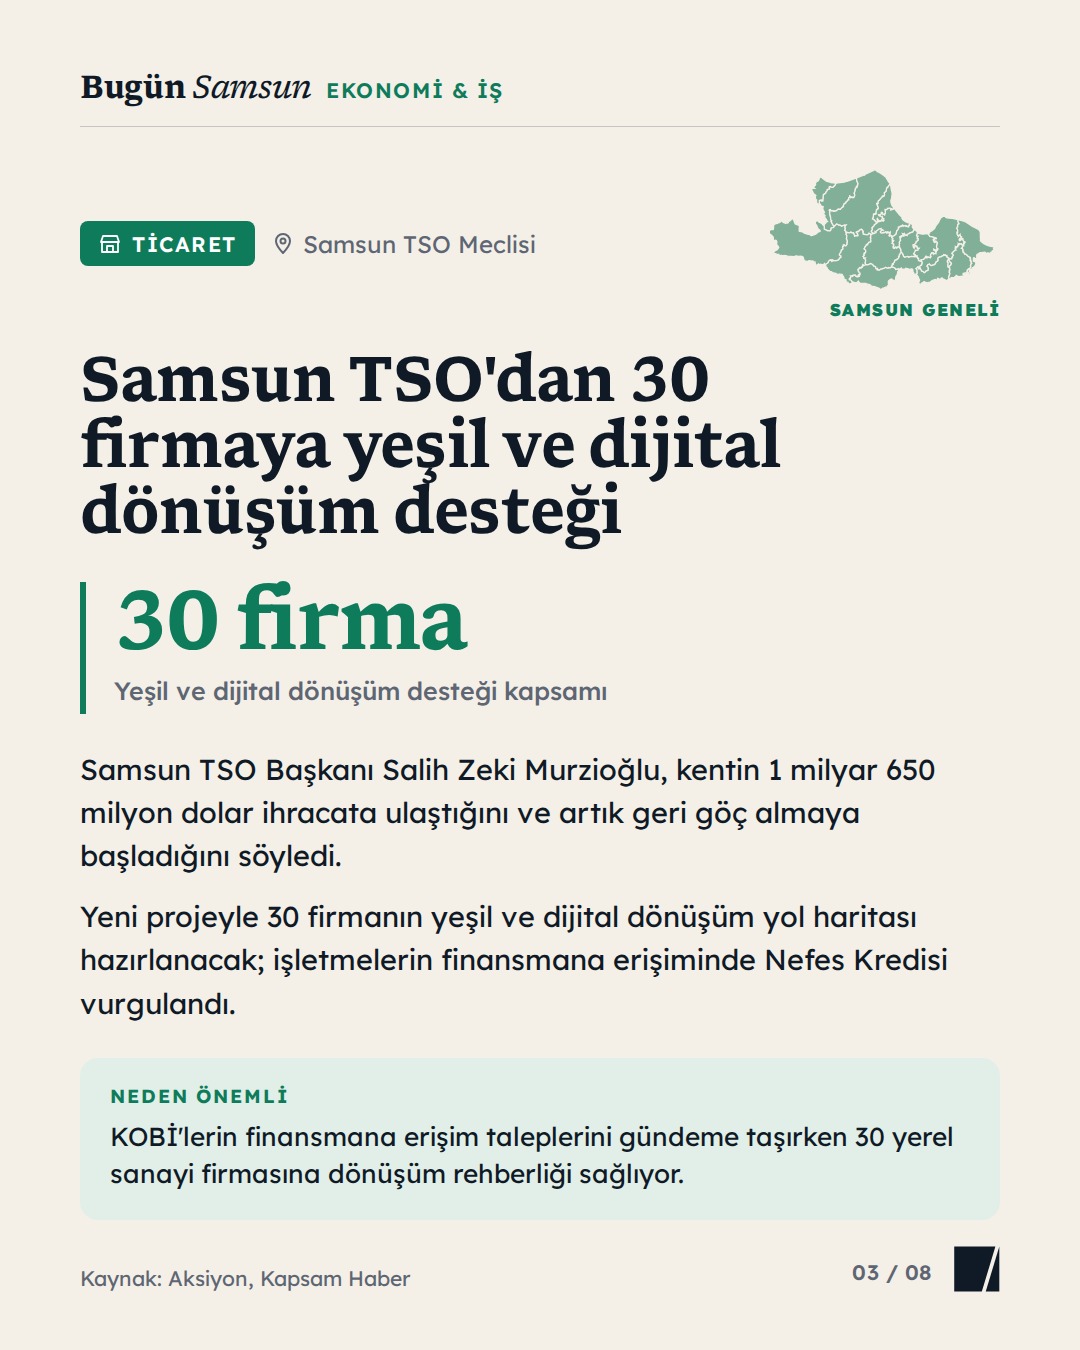 Bugün Samsun EKONOMİ & İŞ
TİCARET
Samsun TSO Meclisi
SAMSUN GENELİ
Samsun TSO'dan 30
firmaya yeşil ve dijital
dönüşüm desteği
30 firma
Yeşil ve dijital dönüşüm desteği kapsamı
Samsun TSO Başkanı Salih Zeki Murzioğlu, kentin 1 milyar 650
milyon dolar ihracata ulaştığını ve artık geri göç almaya
başladığını söyledi.
Yeni projeyle 30 firmanın yeşil ve dijital dönüşüm yol haritası
hazırlanacak; işletmelerin finansmana erişiminde Nefes Kredisi
vurgulandı.
NEDEN ÖNEMLİ
KOBİ'lerin finansmana erişim taleplerini gündeme taşırken 30 yerel
sanayi firmasına dönüşüm rehberliği sağlıyor.
Kaynak: Aksiyon, Kapsam Haber
03 / 08